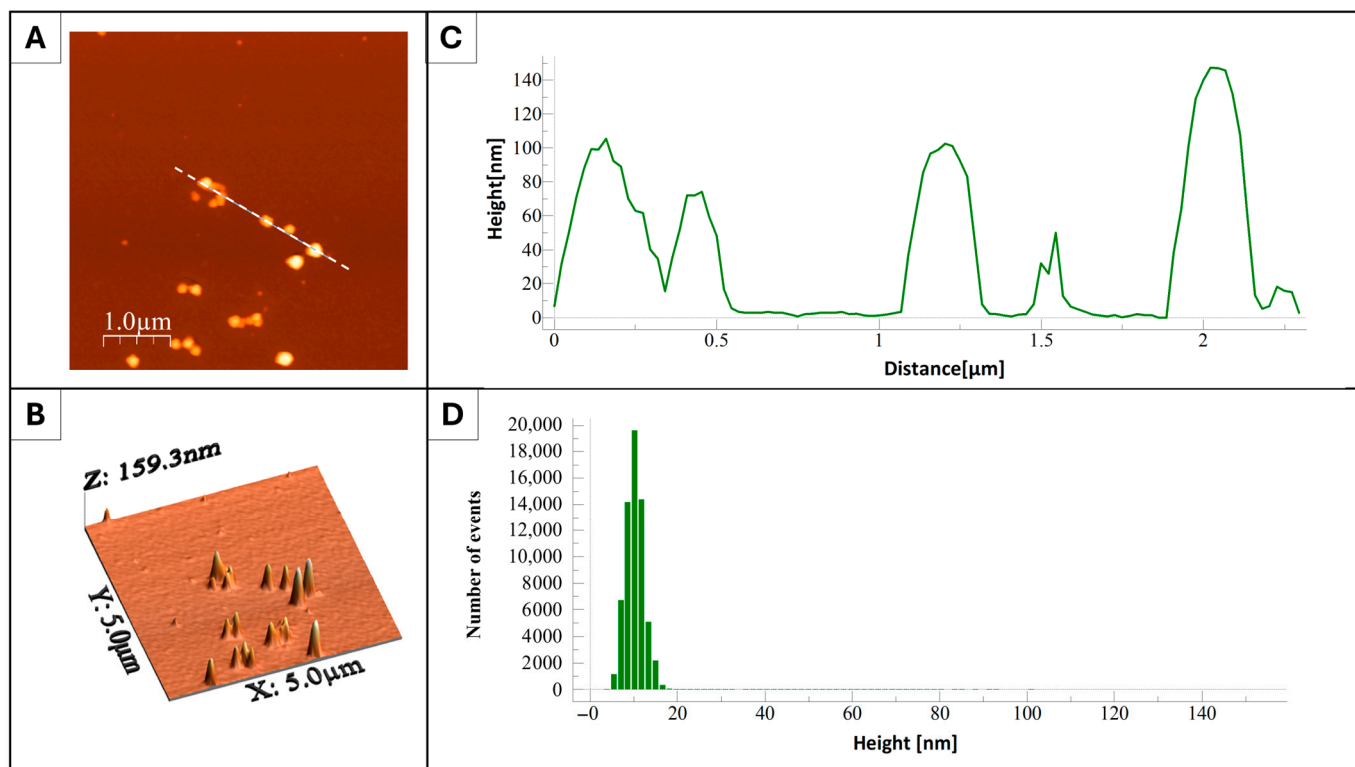 A
1.0µm
B
Z: 159.3nm
Y: 5.0µm
X: 5.0µm
C
Height[nm]
140
120
100
80
60
40
20
0
0 0.5 1 1.5 2
Distance[µm]
D
Number of events
20,000
18,000
16,000
14,000
12,000
10,000
8000
6000
4000
2000
0
−0 20 40 60 80 100 120 140
Height [nm]